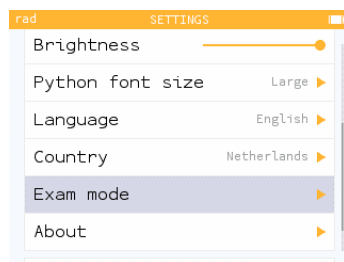 rad SETTINGS
Brightness
Python font size Large
Language English
Country Netherlands
Exam mode
About